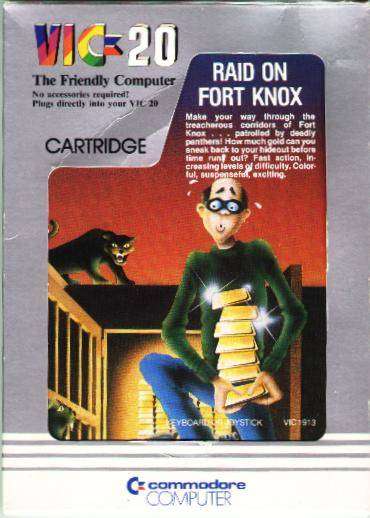 VIC-20
The Friendly Computer
No accessories required!
Plugs directly into your VIC 20
CARTRIDGE
RAID ON
FORT KNOX
Make your way through the
treacherous corridors of Fort
Knox . . . patrolled by deadly
panthers! How much gold can you
sneak back to your hideout before
time runs out? Fast action, in-
creasing levels of difficulty. Color-
ful, suspenseful, exciting.
KEYBOARD OR JOYSTICK VIC 1913
commodore
COMPUTER